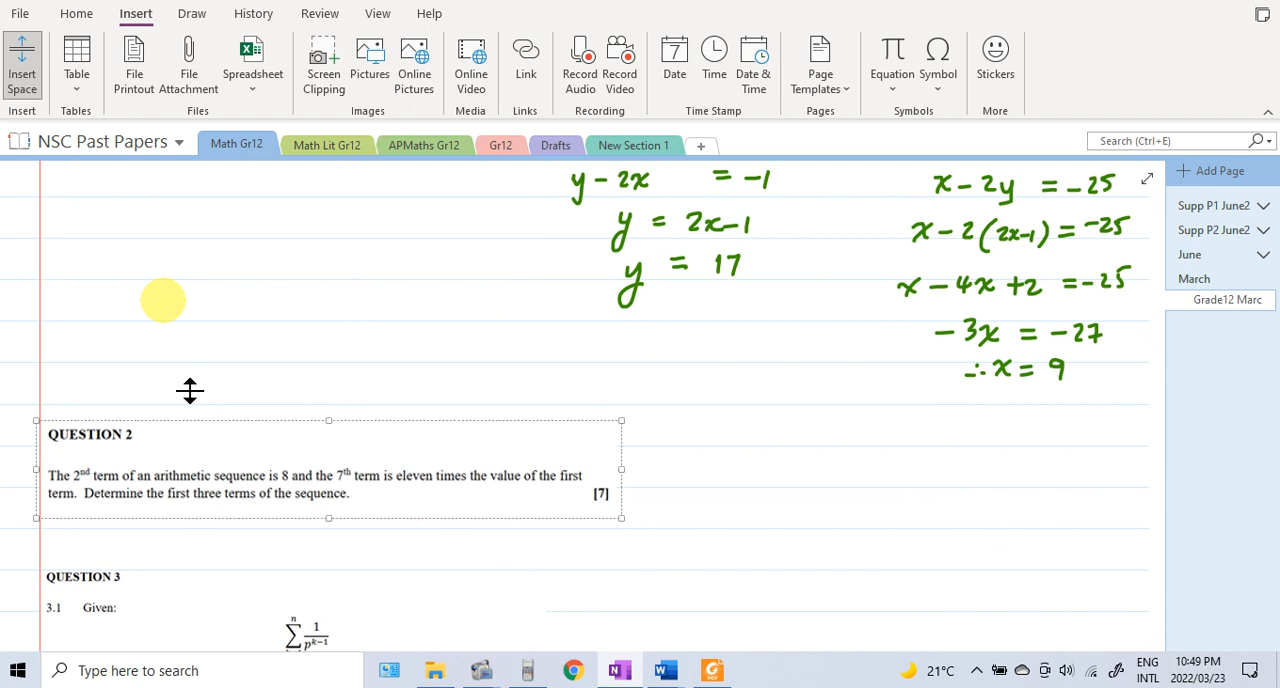 File Home Insert Draw History Review View Help
Insert Space Table File Printout File Attachment Spreadsheet Screen Clipping Pictures Online Pictures Online Video Link Record Audio Record Video Date Time Date & Time Page Templates Equation Symbol Stickers
Insert Tables Files Images Media Links Recording Time Stamp Pages Symbols More
NSC Past Papers Math Gr12 Math Lit Gr12 APMaths Gr12 Gr12 Drafts New Section 1 + Search (Ctrl+E)
Add Page
Supp P1 June2
Supp P2 June2
June
March
Grade12 Marc
y - 2x = -1
y = 2x-1
y = 17
x - 2y = -25
x - 2(2x-1) = -25
x - 4x + 2 = -25
-3x = -27
∴ x = 9
QUESTION 2
The 2nd term of an arithmetic sequence is 8 and the 7th term is eleven times the value of the first
term. Determine the first three terms of the sequence. [7]
QUESTION 3
3.1 Given:
n
∑ 1/p^(k-1)
Type here to search
21°C
ENG
INTL
10:49 PM
2022/03/23